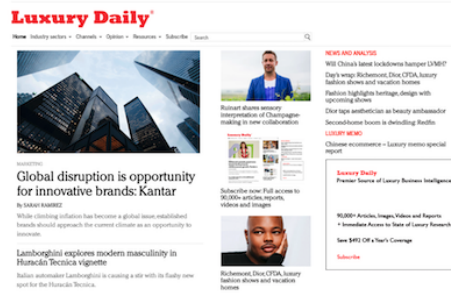 Luxury Daily®
Home Industry sectors Channels Opinion Resources Subscribe Search
MARKETING
Global disruption is opportunity
for innovative brands: Kantar
By SARAH RAMIREZ
While climbing inflation has become a global issue, established
brands should approach the current climate as an opportunity to
innovate.
Lamborghini explores modern masculinity in
Huracán Tecnica vignette
Italian automaker Lamborghini is causing a stir with its flashy new
spot for the Huracán Tecnica.
Ruinart shares sensory
interpretation of Champagne-
making in new collaboration
Subscribe now: Full access to
90,000+ articles, reports,
videos and images
Richemont, Dior, CFDA, luxury
fashion shows and vacation
homes
NEWS AND ANALYSIS
Will China's latest lockdowns hamper LVMH?
Day's wrap: Richemont, Dior, CFDA, luxury
fashion shows and vacation homes
Fashion highlights heritage, design with
upcoming shows
Dior taps aesthetician as beauty ambassador
Second-home boom is dwindling: Redfin
LUXURY MEMO
Chinese ecommerce – Luxury memo special
report
Luxury Daily
Premier Source of Luxury Business Intelligence
90,000+ Articles, Images, Videos and Reports
+ Immediate Access to State of Luxury Research
Save $492 Off a Year's Coverage
Subscribe